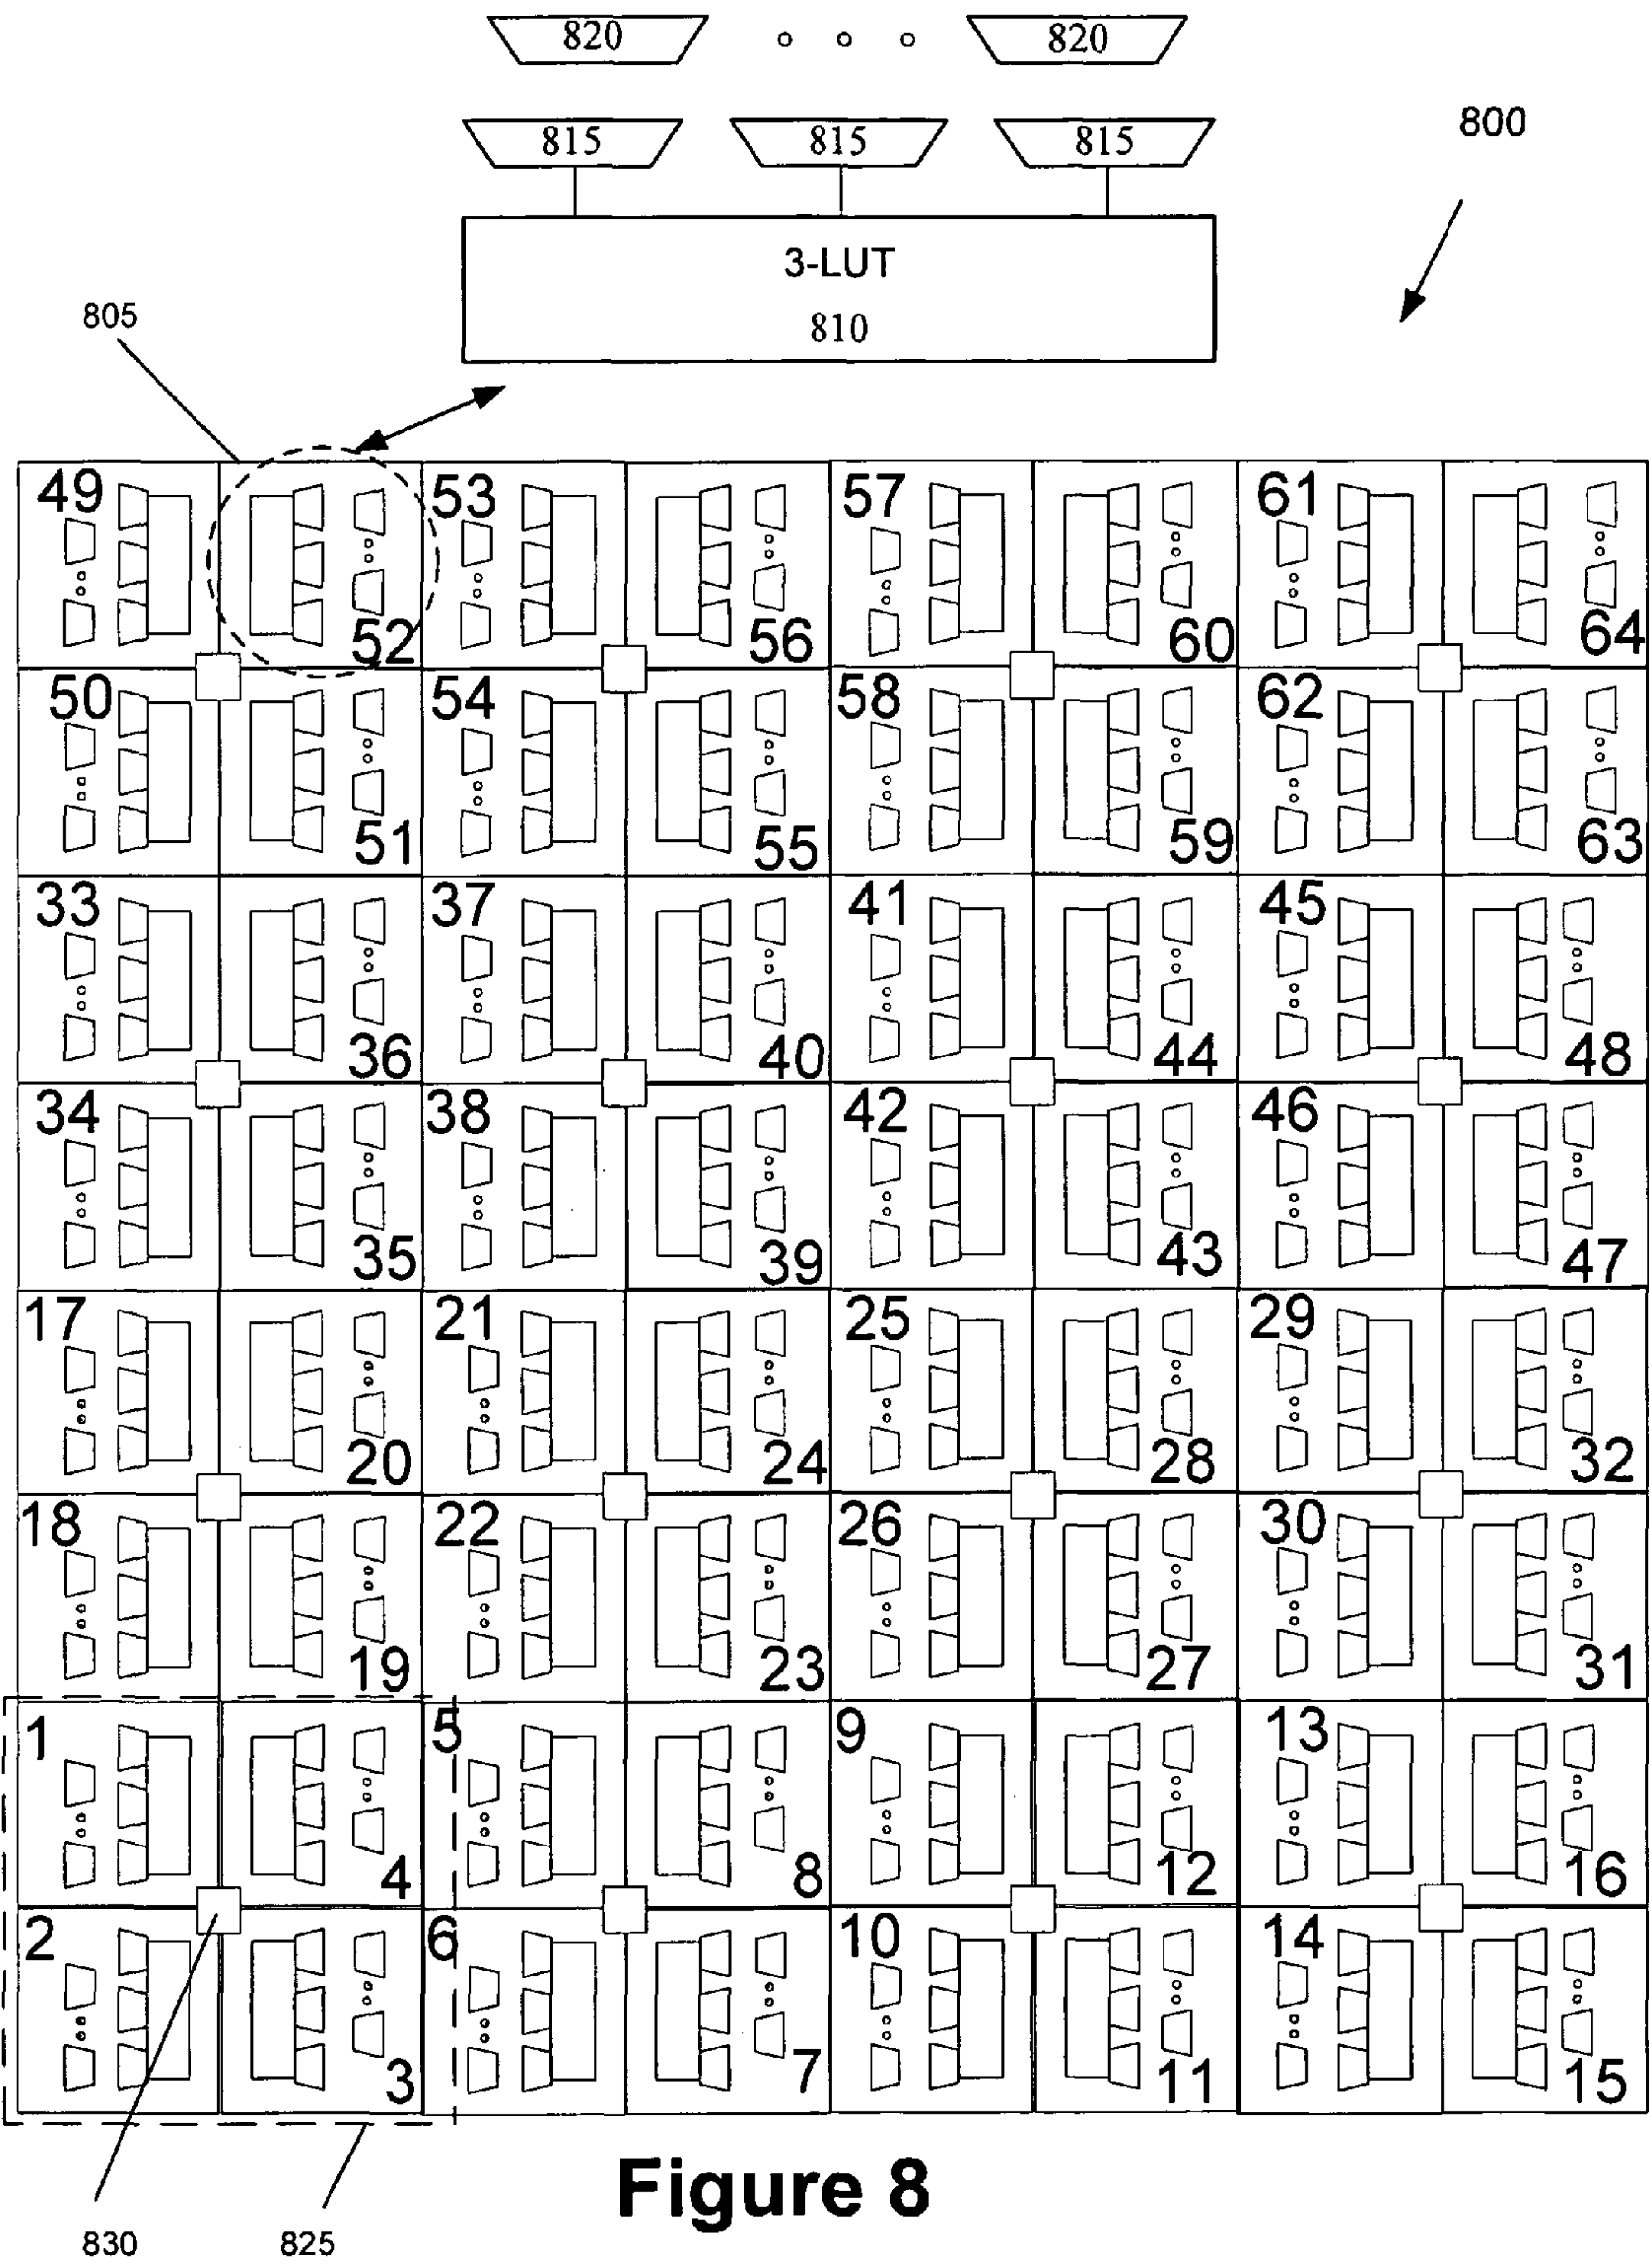 820 820
815 815 815
800
3-LUT
810
805
49 52 53 56 57 60 61 64
50 51 54 55 58 59 62 63
33 36 37 40 41 44 45 48
34 35 38 39 42 43 46 47
17 20 21 24 25 28 29 32
18 19 22 23 26 27 30 31
1 4 5 8 9 12 13 16
2 3 6 7 10 11 14 15
Figure 8
830 825